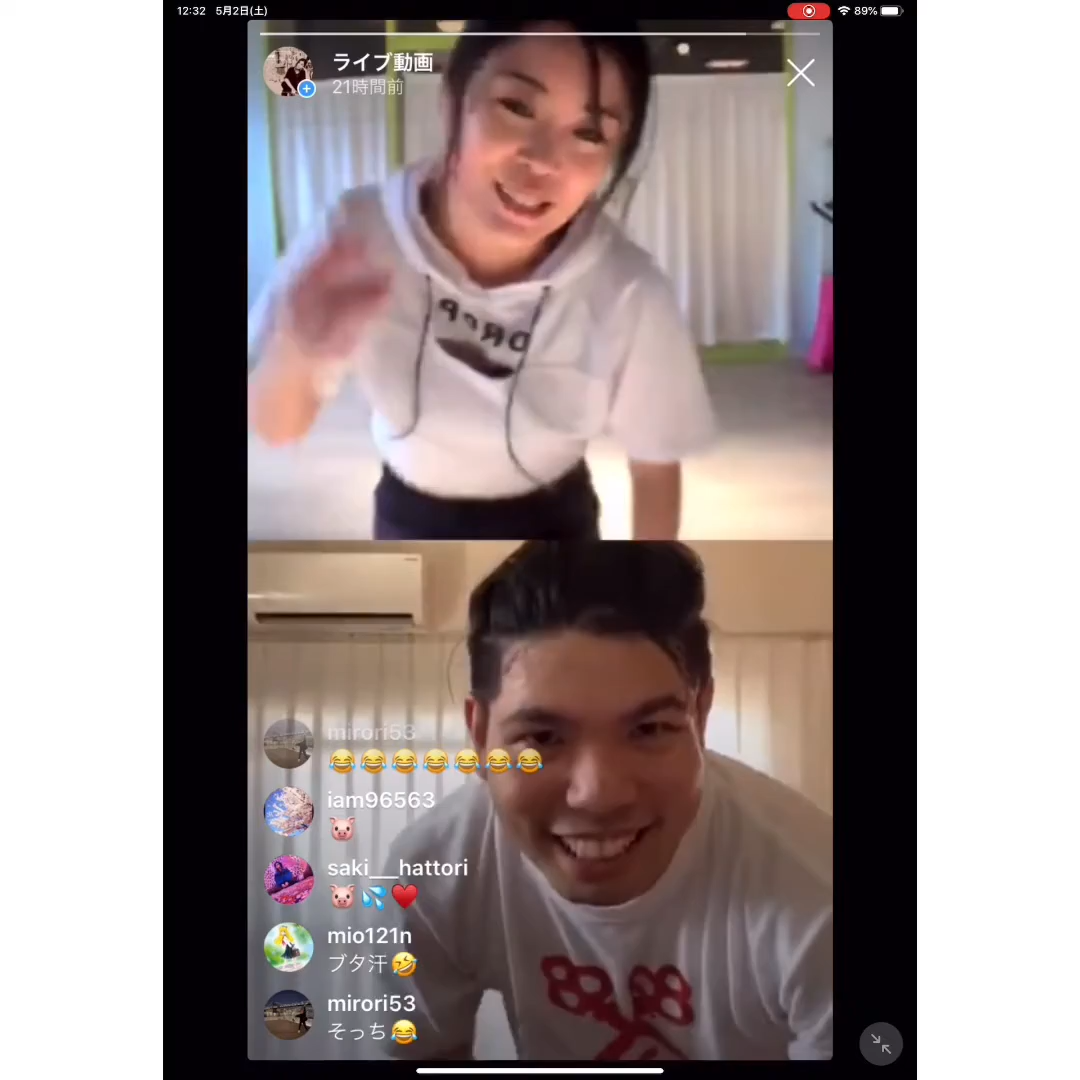 12:32 5月2日(土)
89%
ライブ動画
21時間前
mirori53
😂😂😂😂😂😂😂
iam96563
🐷
saki___hattori
🐷💦❤️
mio121n
ブタ汗🤣
mirori53
そっち😂